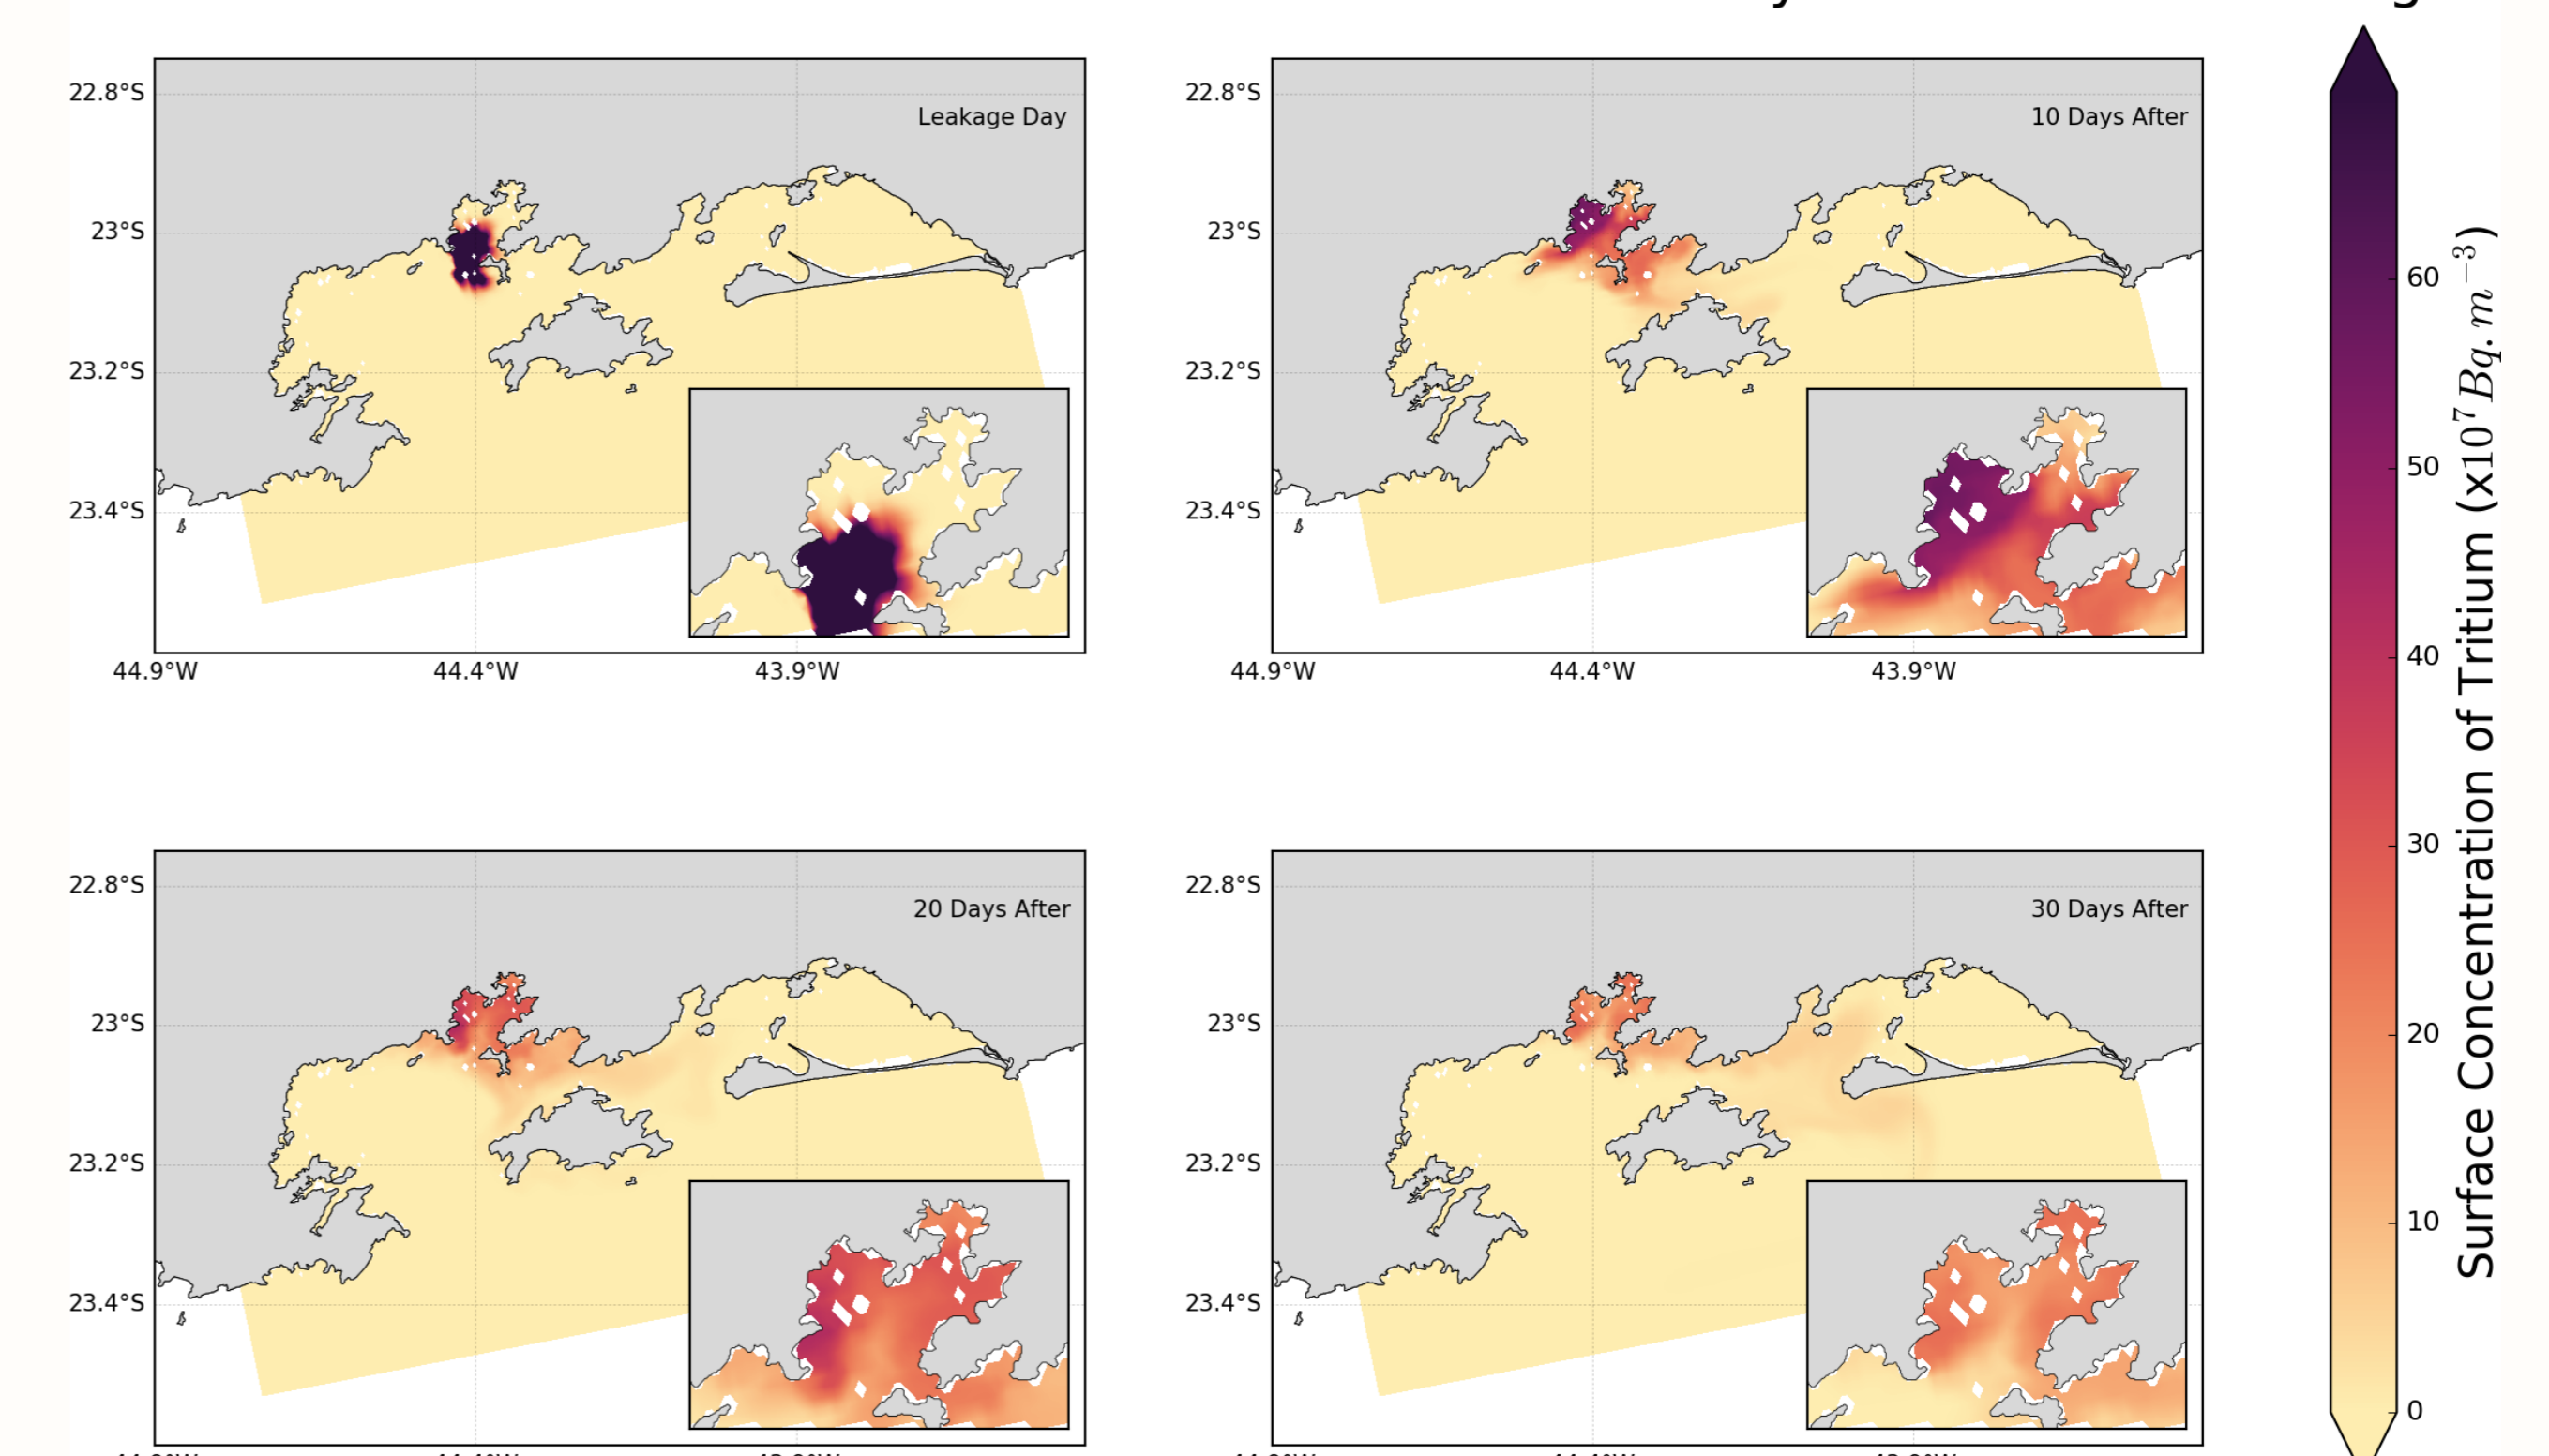 22.8°S
Leakage Day
23°S
23.2°S
23.4°S
44.9°W 44.4°W 43.9°W
22.8°S
10 Days After
23°S
23.2°S
23.4°S
44.9°W 44.4°W 43.9°W
22.8°S
20 Days After
23°S
23.2°S
23.4°S
22.8°S
30 Days After
23°S
23.2°S
23.4°S
60
50
40
30
20
10
0
Surface Concentration of Tritium (x10⁷ Bq.m⁻³)